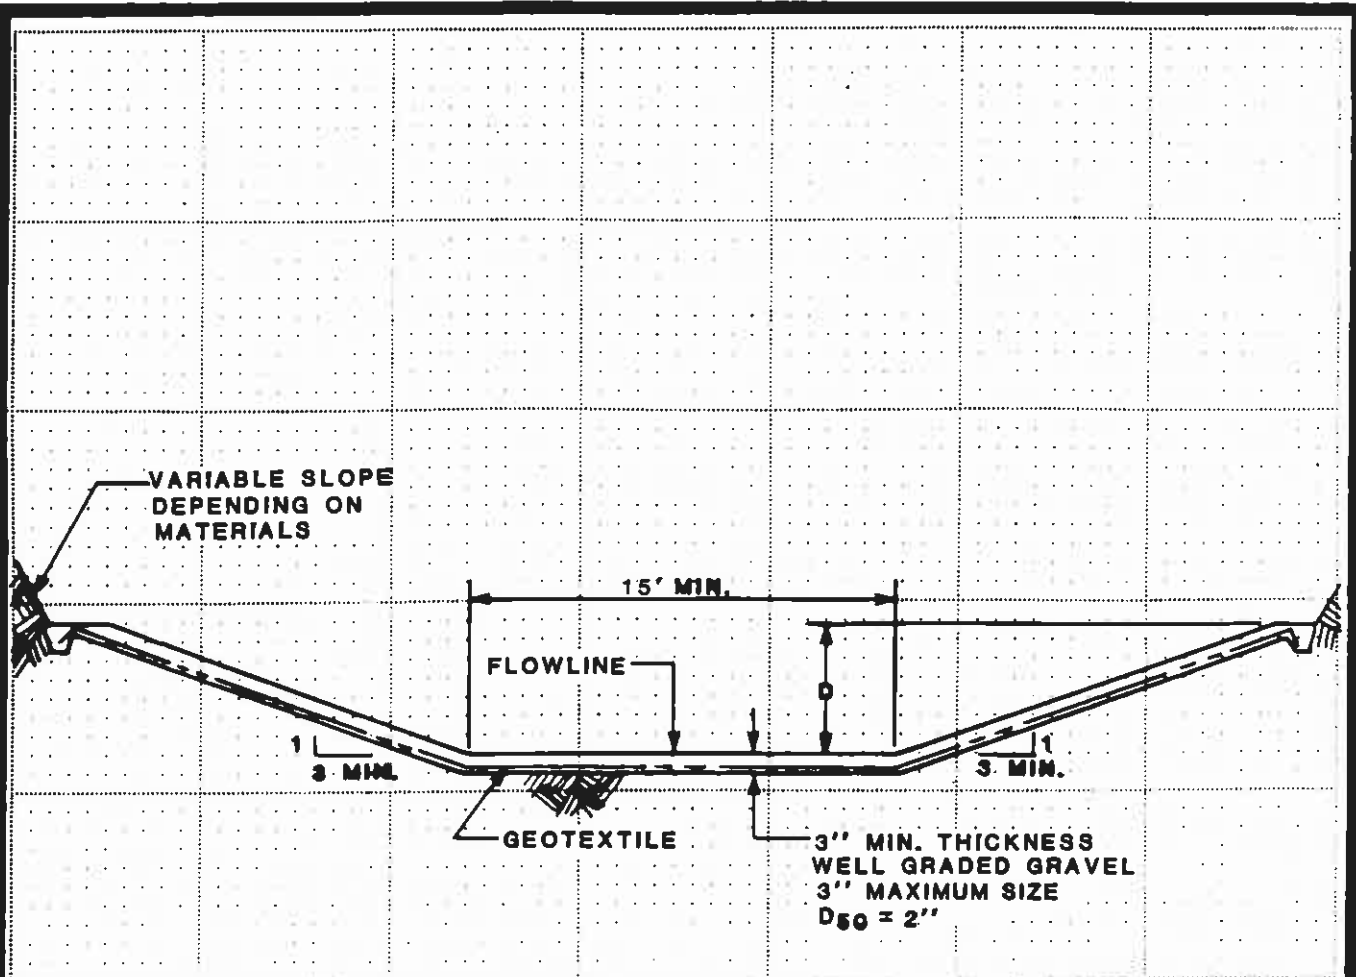 VARIABLE SLOPE
DEPENDING ON
MATERIALS
15' MIN.
FLOWLINE
D
1
3 MIN.
1
3 MIN.
GEOTEXTILE
3'' MIN. THICKNESS
WELL GRADED GRAVEL
3'' MAXIMUM SIZE
D50 = 2''